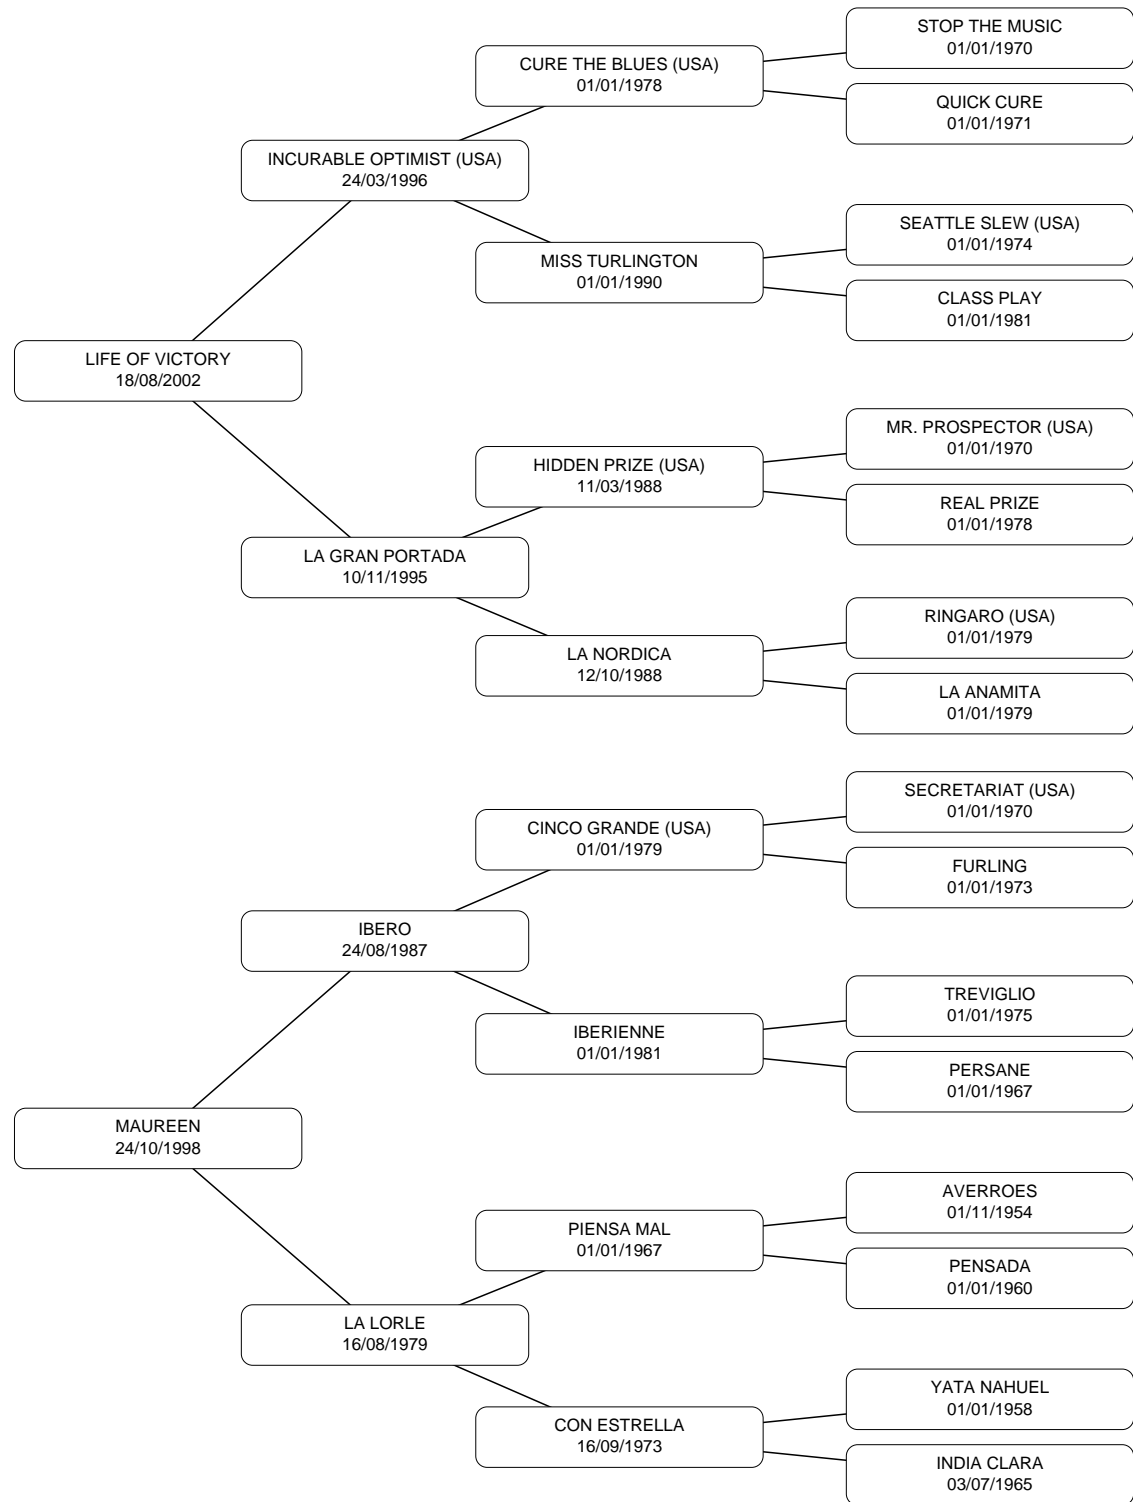 STOP THE MUSIC
01/01/1970
CURE THE BLUES (USA)
01/01/1978
QUICK CURE
01/01/1971
INCURABLE OPTIMIST (USA)
24/03/1996
SEATTLE SLEW (USA)
01/01/1974
MISS TURLINGTON
01/01/1990
CLASS PLAY
01/01/1981
LIFE OF VICTORY
18/08/2002
MR. PROSPECTOR (USA)
01/01/1970
HIDDEN PRIZE (USA)
11/03/1988
REAL PRIZE
01/01/1978
LA GRAN PORTADA
10/11/1995
RINGARO (USA)
01/01/1979
LA NORDICA
12/10/1988
LA ANAMITA
01/01/1979
SECRETARIAT (USA)
01/01/1970
CINCO GRANDE (USA)
01/01/1979
FURLING
01/01/1973
IBERO
24/08/1987
TREVIGLIO
01/01/1975
IBERIENNE
01/01/1981
PERSANE
01/01/1967
MAUREEN
24/10/1998
AVERROES
01/11/1954
PIENSA MAL
01/01/1967
PENSADA
01/01/1960
LA LORLE
16/08/1979
YATA NAHUEL
01/01/1958
CON ESTRELLA
16/09/1973
INDIA CLARA
03/07/1965